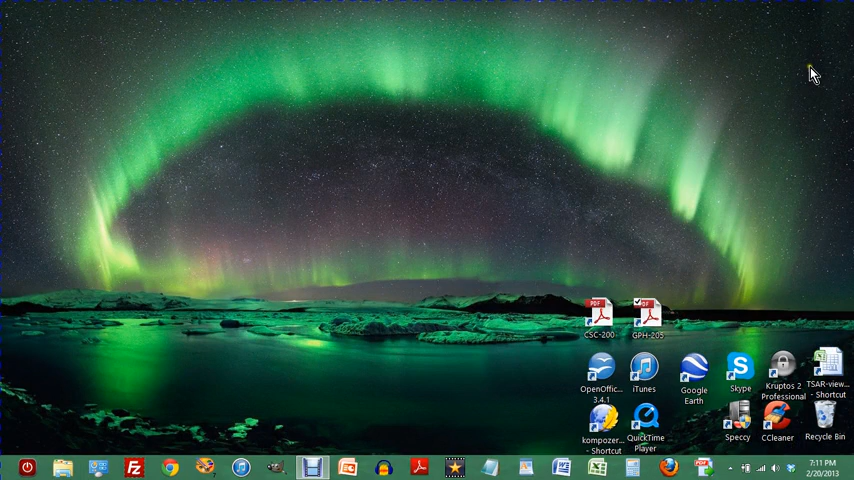 CSC-200
GPH-205
OpenOffic...
3.4.1
iTunes
Google
Earth
Skype
Kruptos 2
Professional
TSAR-view...
- Shortcut
kompozer...
- Shortcut
QuickTime
Player
Speccy
CCleaner
Recycle Bin
7:11 PM
2/20/2013